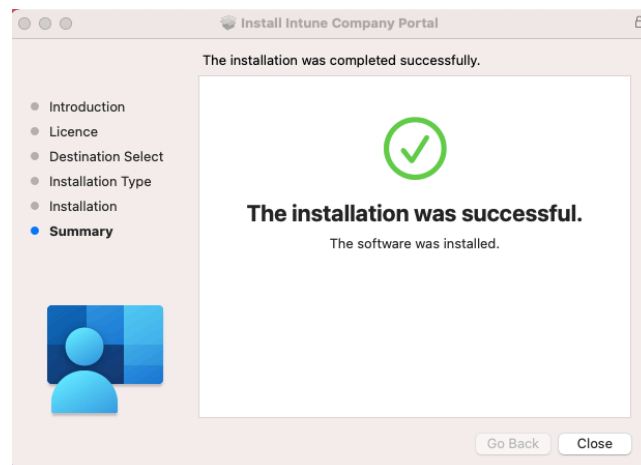 Install Intune Company Portal
The installation was completed successfully.
Introduction
Licence
Destination Select
Installation Type
Installation
Summary
The installation was successful.
The software was installed.
Go Back
Close